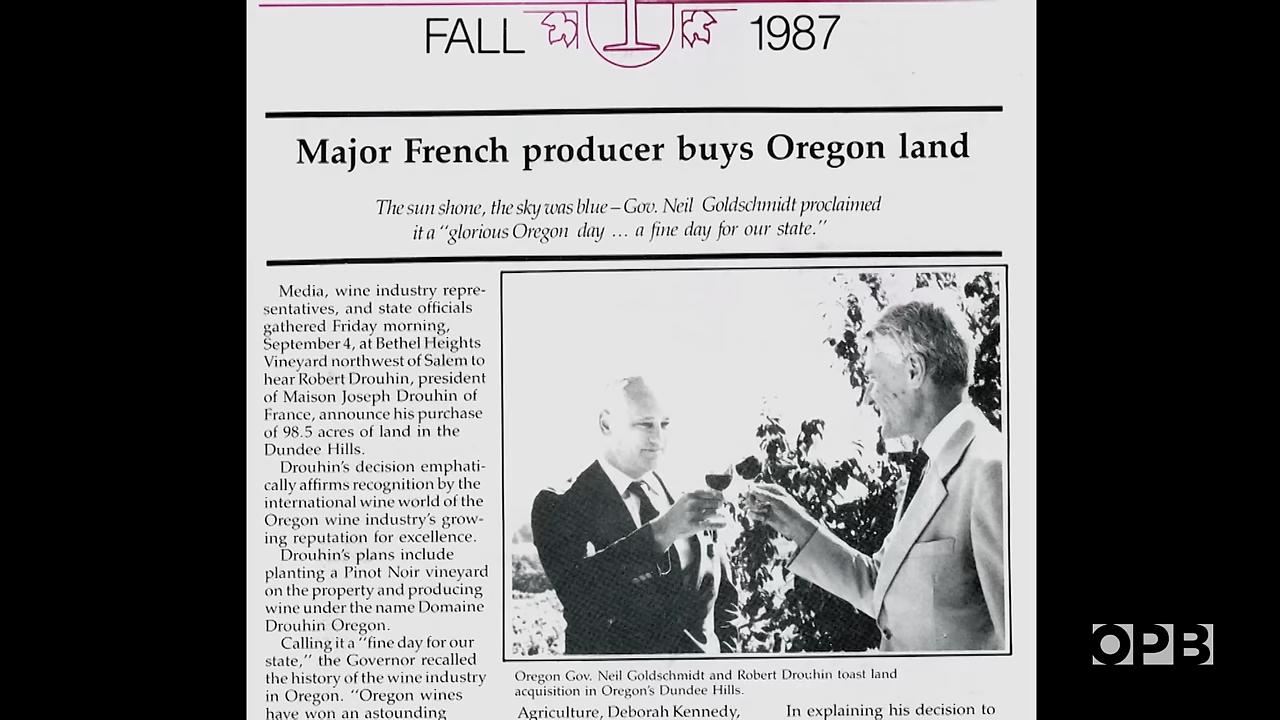 FALL 1987
Major French producer buys Oregon land
The sun shone, the sky was blue – Gov. Neil Goldschmidt proclaimed
it a “glorious Oregon day ... a fine day for our state.”
Media, wine industry repre-
sentatives, and state officials
gathered Friday morning,
September 4, at Bethel Heights
Vineyard northwest of Salem to
hear Robert Drouhin, president
of Maison Joseph Drouhin of
France, announce his purchase
of 98.5 acres of land in the
Dundee Hills.
Drouhin's decision emphati-
cally affirms recognition by the
international wine world of the
Oregon wine industry's grow-
ing reputation for excellence.
Drouhin's plans include
planting a Pinot Noir vineyard
on the property and producing
wine under the name Domaine
Drouhin Oregon.
Calling it a “fine day for our
state,” the Governor recalled
the history of the wine industry
in Oregon. “Oregon wines
have won an astounding
Oregon Gov. Neil Goldschmidt and Robert Drouhin toast land
acquisition in Oregon's Dundee Hills.
Agriculture, Deborah Kennedy,
In explaining his decision to
OPB